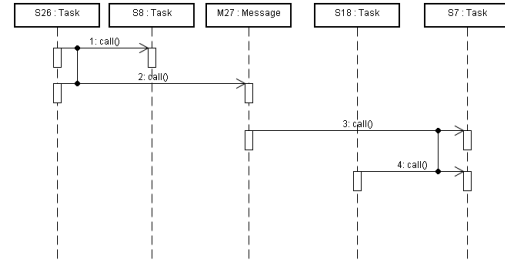 S26 : Task
S8 : Task
M27 : Message
S18 : Task
S7 : Task
1: call()
2: call()
3: call()
4: call()